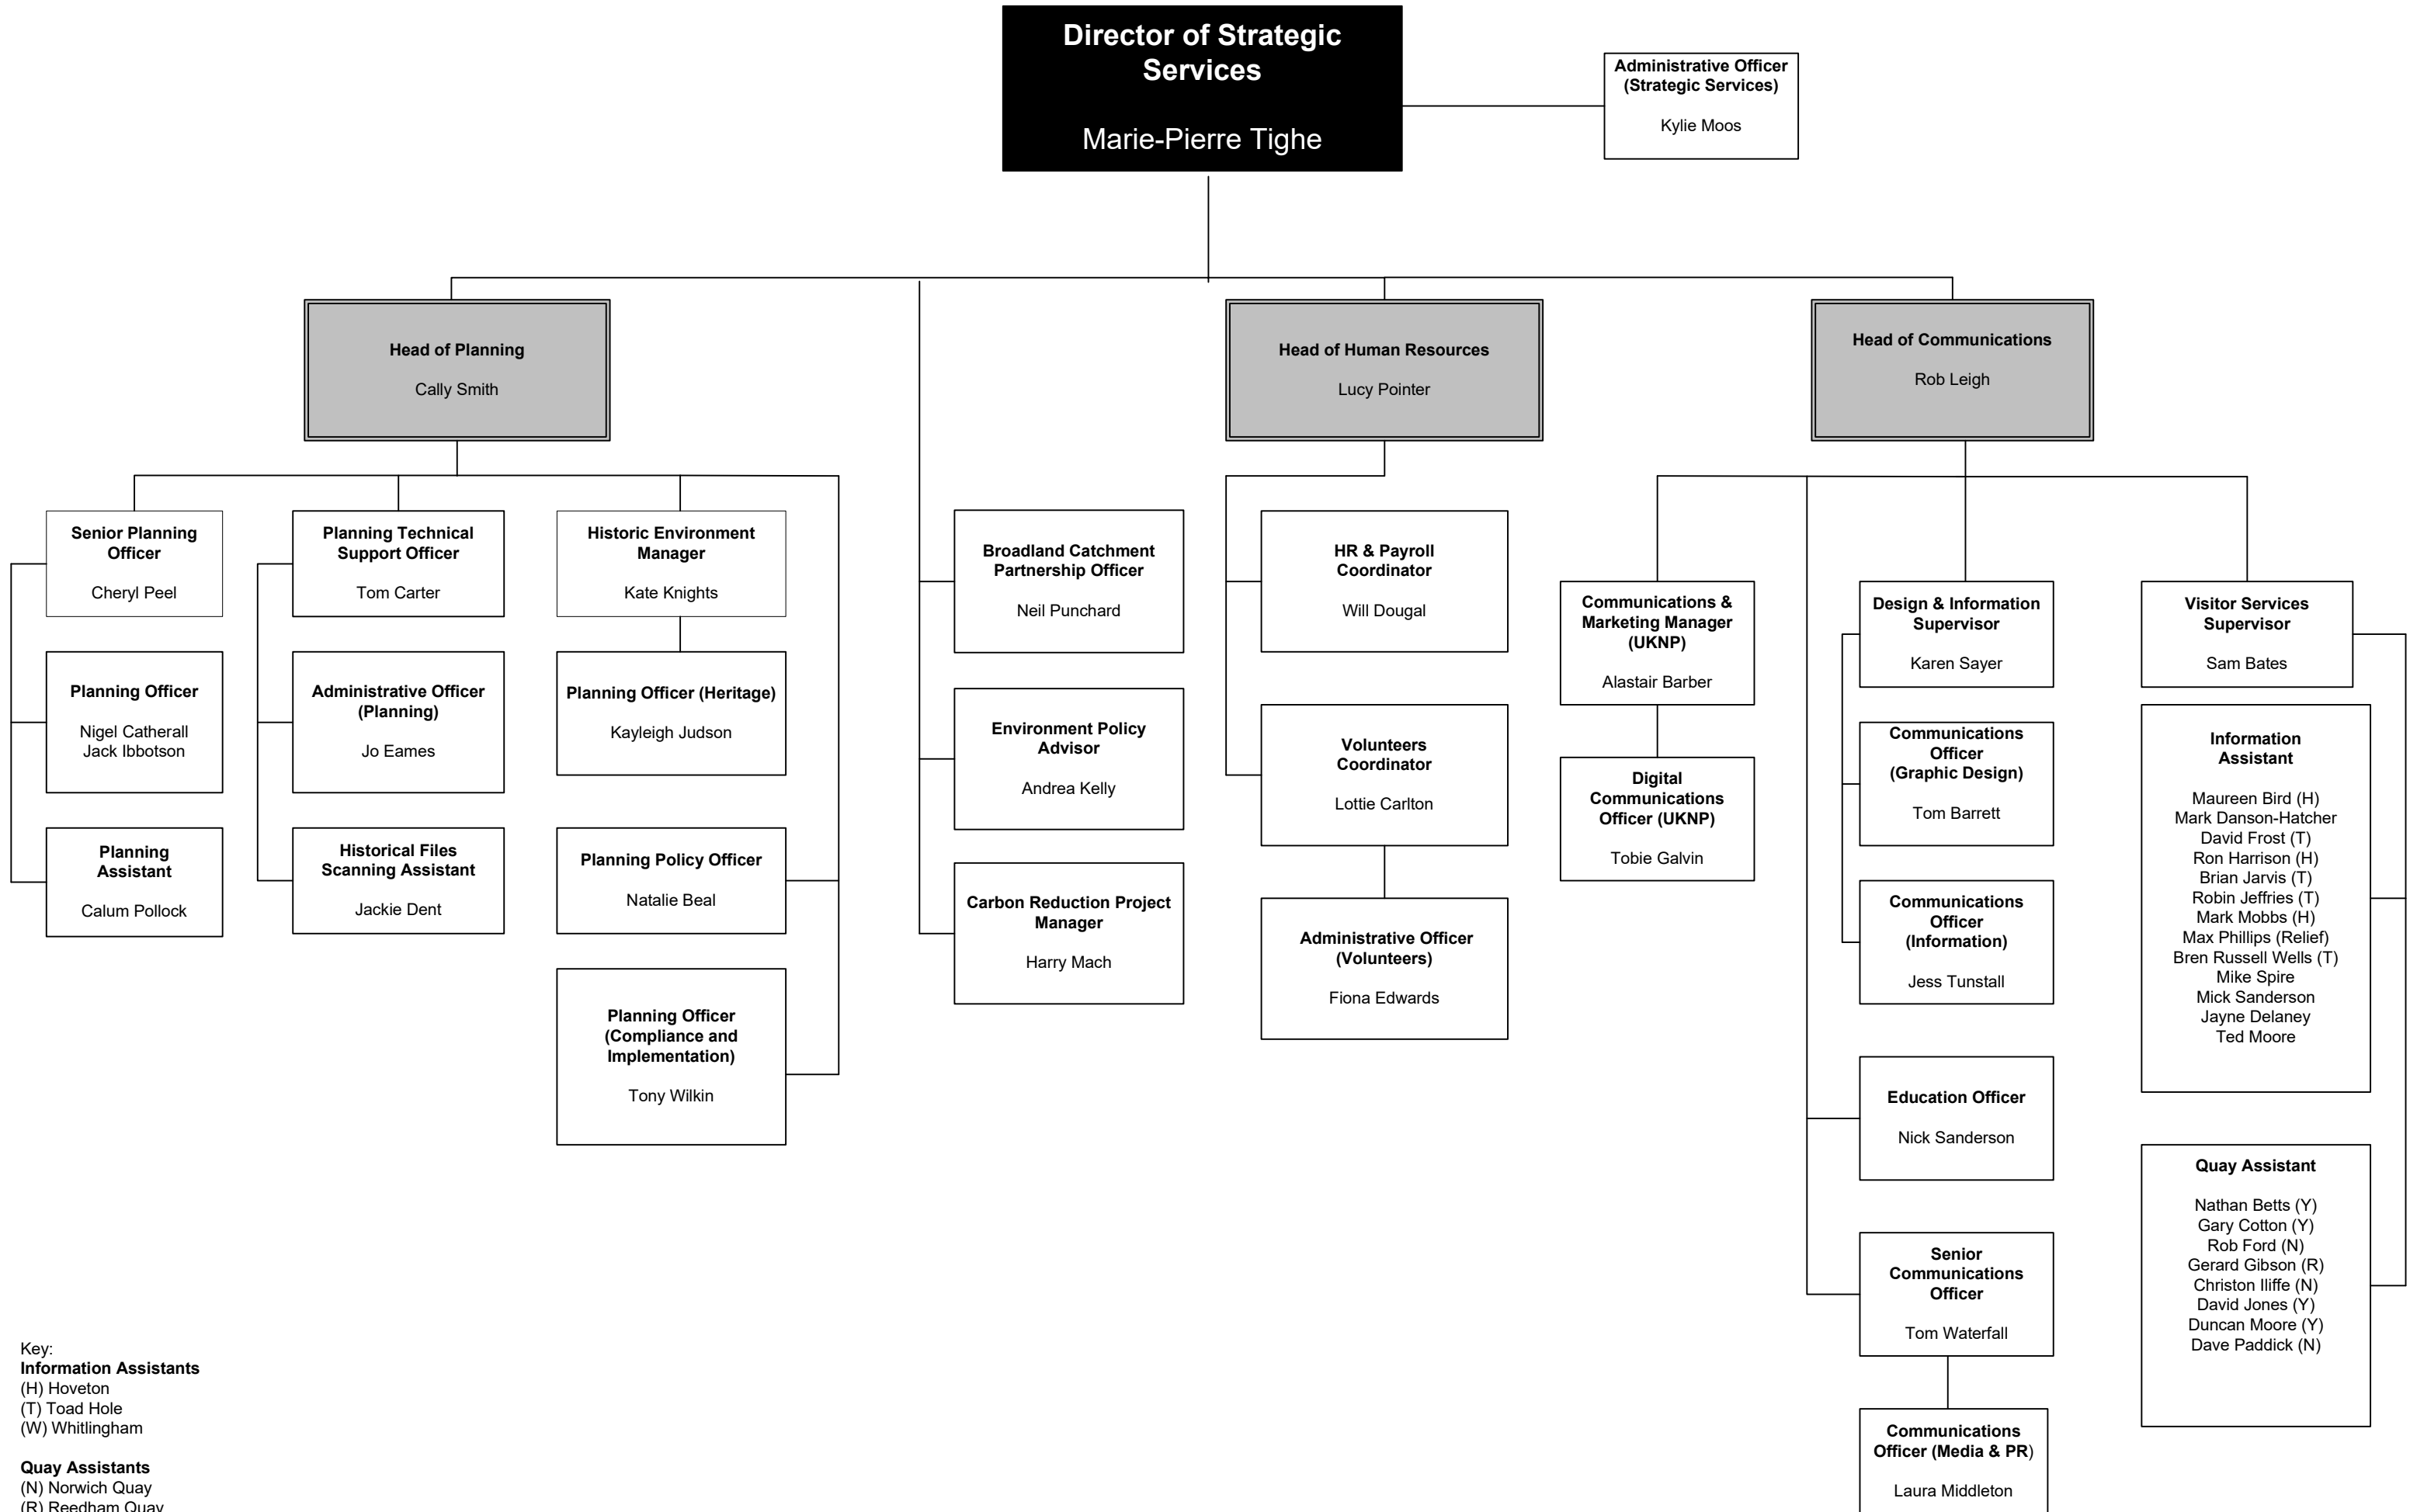 Director of Strategic
Services
Marie-Pierre Tighe
Administrative Officer
(Strategic Services)
Kylie Moos
Head of Planning
Cally Smith
Head of Human Resources
Lucy Pointer
Head of Communications
Rob Leigh
Senior Planning
Officer
Cheryl Peel
Planning Officer
Nigel Catherall
Jack Ibbotson
Planning
Assistant
Calum Pollock
Planning Technical
Support Officer
Tom Carter
Administrative Officer
(Planning)
Jo Eames
Historical Files
Scanning Assistant
Jackie Dent
Historic Environment
Manager
Kate Knights
Planning Officer (Heritage)
Kayleigh Judson
Planning Policy Officer
Natalie Beal
Planning Officer
(Compliance and
Implementation)
Tony Wilkin
Broadland Catchment
Partnership Officer
Neil Punchard
Environment Policy
Advisor
Andrea Kelly
Carbon Reduction Project
Manager
Harry Mach
HR & Payroll
Coordinator
Will Dougal
Volunteers
Coordinator
Lottie Carlton
Administrative Officer
(Volunteers)
Fiona Edwards
Communications &
Marketing Manager
(UKNP)
Alastair Barber
Digital
Communications
Officer (UKNP)
Tobie Galvin
Design & Information
Supervisor
Karen Sayer
Communications
Officer
(Graphic Design)
Tom Barrett
Communications
Officer
(Information)
Jess Tunstall
Education Officer
Nick Sanderson
Senior
Communications
Officer
Tom Waterfall
Communications
Officer (Media & PR)
Laura Middleton
Visitor Services
Supervisor
Sam Bates
Information
Assistant
Maureen Bird (H)
Mark Danson-Hatcher
David Frost (T)
Ron Harrison (H)
Brian Jarvis (T)
Robin Jeffries (T)
Mark Mobbs (H)
Max Phillips (Relief)
Bren Russell Wells (T)
Mike Spire
Mick Sanderson
Jayne Delaney
Ted Moore
Quay Assistant
Nathan Betts (Y)
Gary Cotton (Y)
Rob Ford (N)
Gerard Gibson (R)
Christon Iliffe (N)
David Jones (Y)
Duncan Moore (Y)
Dave Paddick (N)
Key:
Information Assistants
(H) Hoveton
(T) Toad Hole
(W) Whitlingham
Quay Assistants
(N) Norwich Quay
(R) Reedham Quay